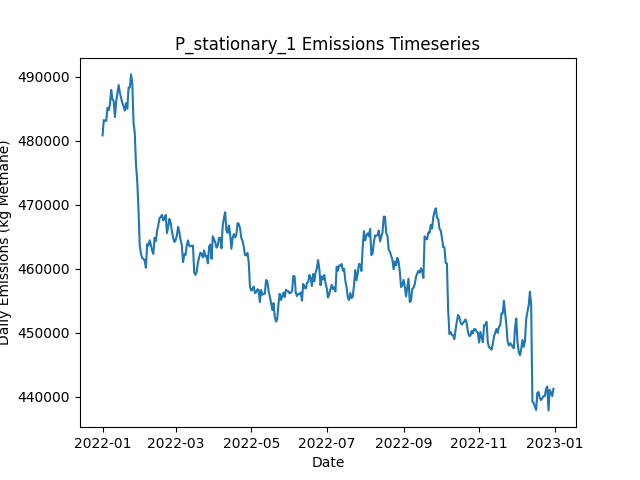 P_stationary_1 Emissions Timeseries
Daily Emissions (kg Methane)
490000
480000
470000
460000
450000
440000
2022-01 2022-03 2022-05 2022-07 2022-09 2022-11 2023-01
Date